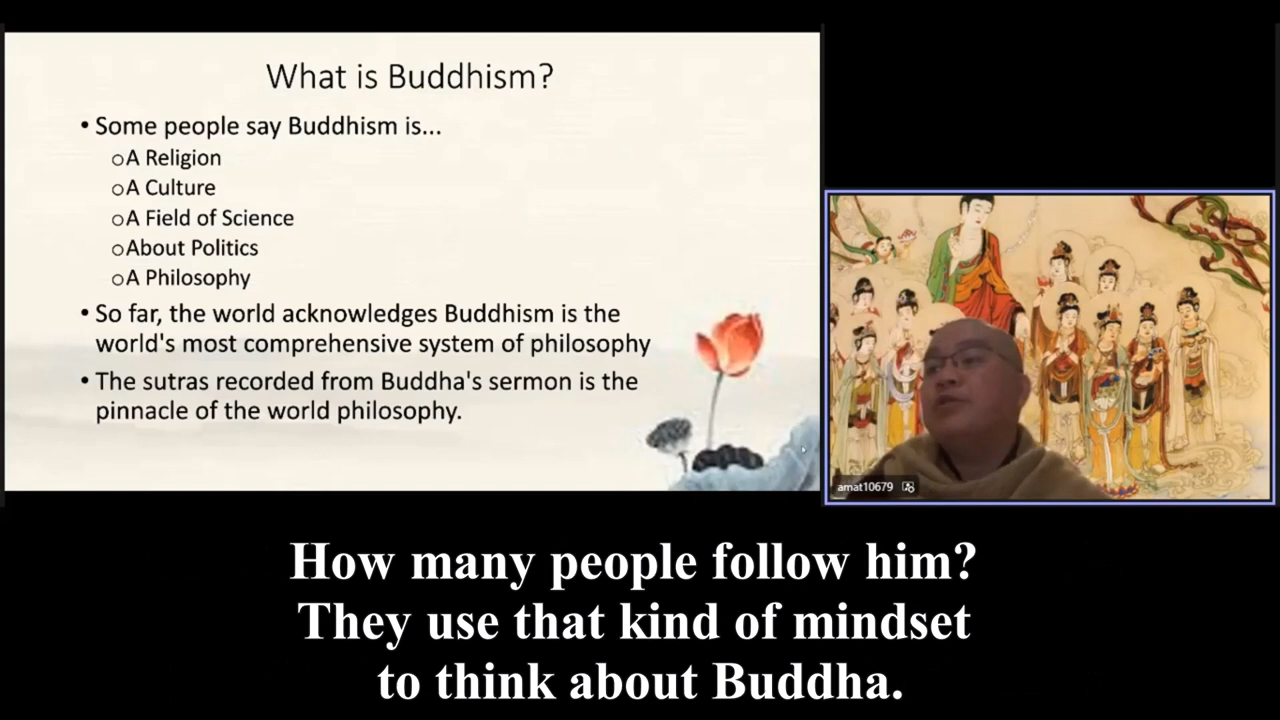 What is Buddhism?
• Some people say Buddhism is...
o A Religion
o A Culture
o A Field of Science
o About Politics
o A Philosophy
• So far, the world acknowledges Buddhism is the
world's most comprehensive system of philosophy
• The sutras recorded from Buddha's sermon is the
pinnacle of the world philosophy.
amat10679
How many people follow him?
They use that kind of mindset
to think about Buddha.